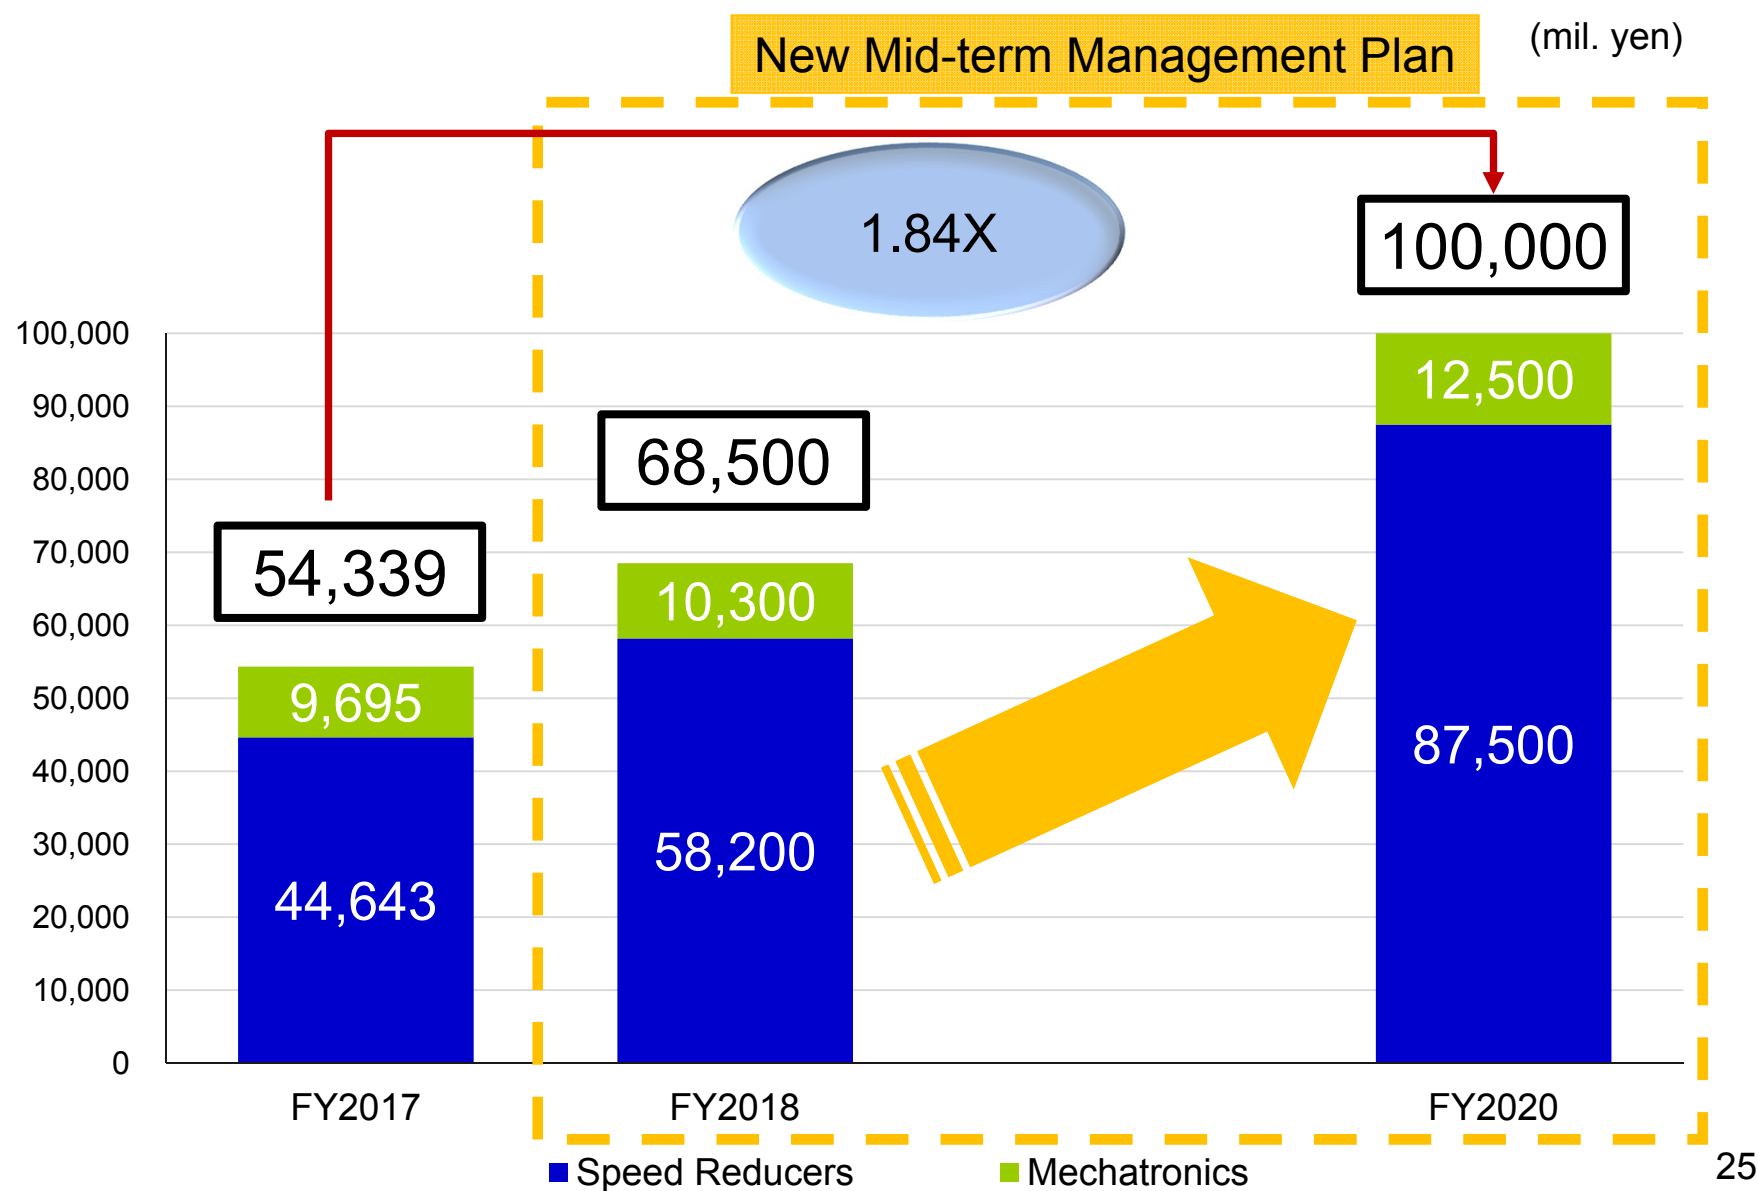 New Mid-term Management Plan
(mil. yen)
1.84X
100,000
100,000
90,000
80,000
70,000
60,000
50,000
40,000
30,000
20,000
10,000
0
54,339
9,695
44,643
68,500
10,300
58,200
12,500
87,500
FY2017
FY2018
FY2020
Speed Reducers
Mechatronics
25